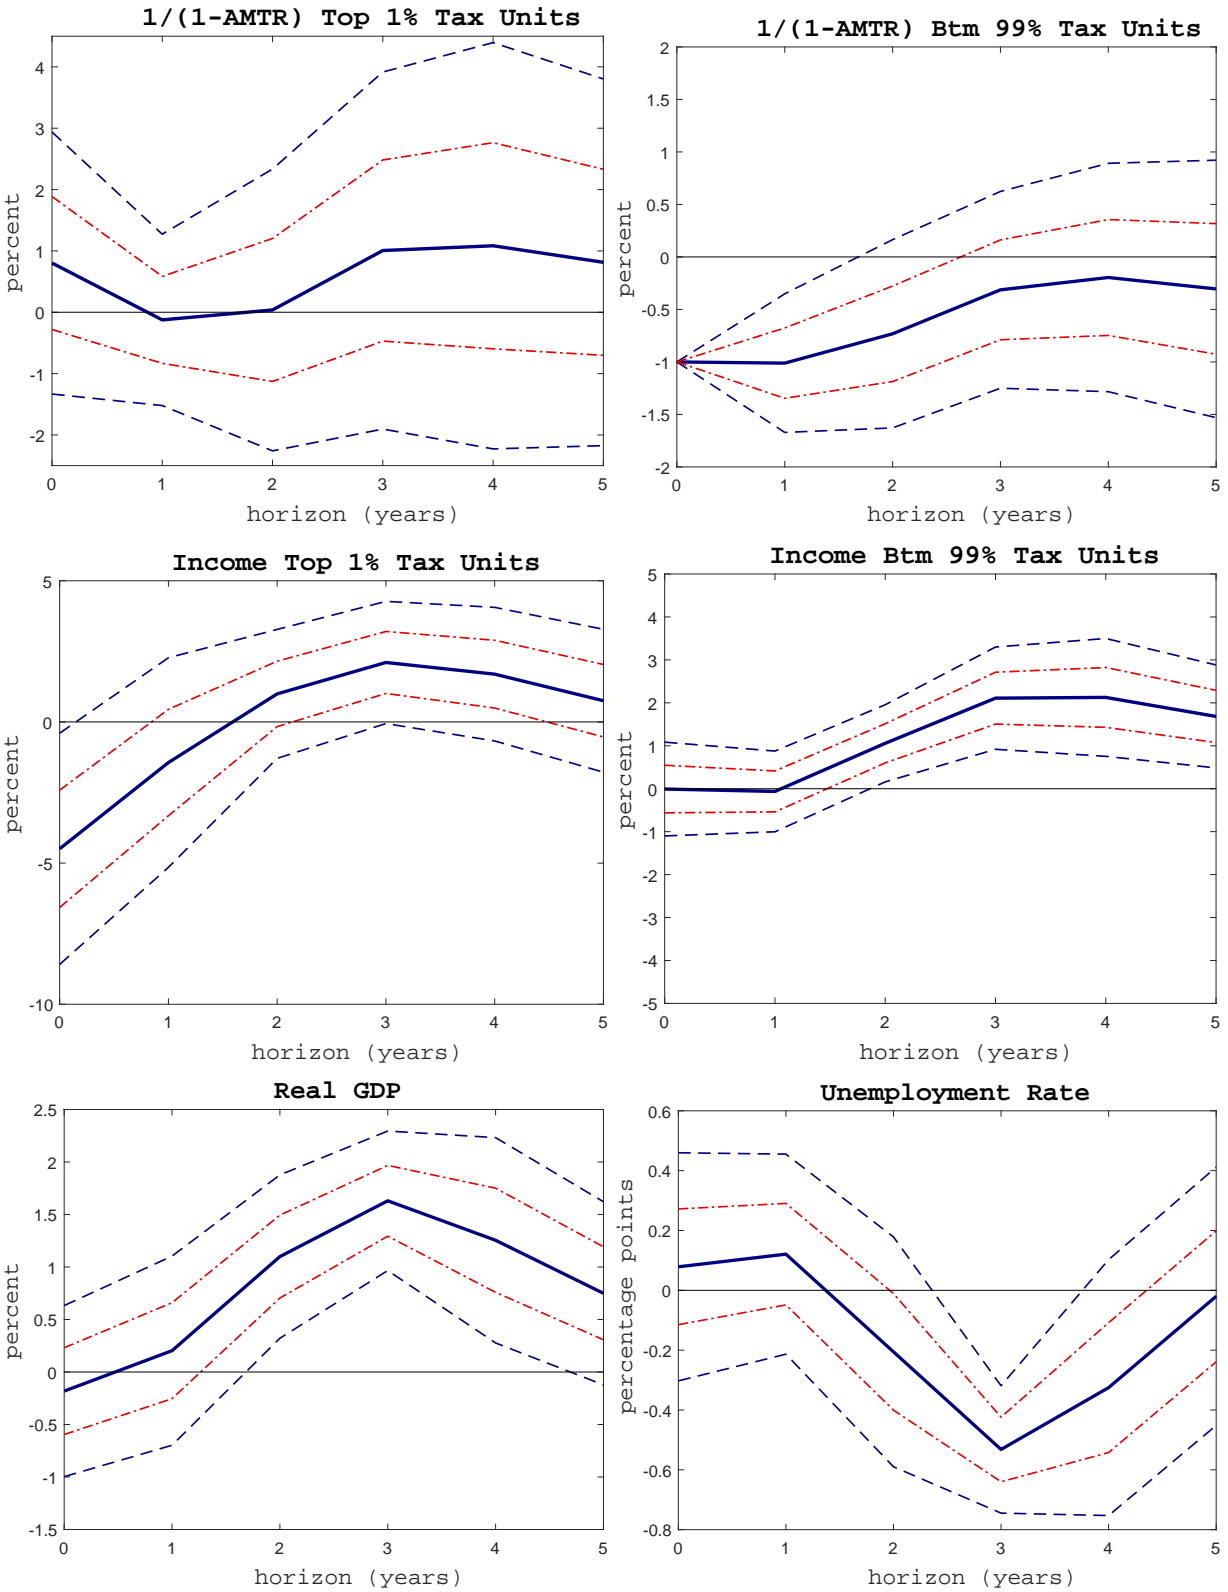 1/(1-AMTR) Top 1% Tax Units
4
3
2
1
0
-1
-2
percent
0 1 2 3 4 5
horizon (years)
1/(1-AMTR) Btm 99% Tax Units
2
1.5
1
0.5
0
-0.5
-1
-1.5
-2
percent
0 1 2 3 4 5
horizon (years)
Income Top 1% Tax Units
5
0
-5
-10
percent
0 1 2 3 4 5
horizon (years)
Income Btm 99% Tax Units
5
4
3
2
1
0
-1
-2
-3
-4
-5
percent
0 1 2 3 4 5
horizon (years)
Real GDP
2.5
2
1.5
1
0.5
0
-0.5
-1
-1.5
percent
0 1 2 3 4 5
horizon (years)
Unemployment Rate
0.6
0.4
0.2
0
-0.2
-0.4
-0.6
-0.8
percentage points
0 1 2 3 4 5
horizon (years)